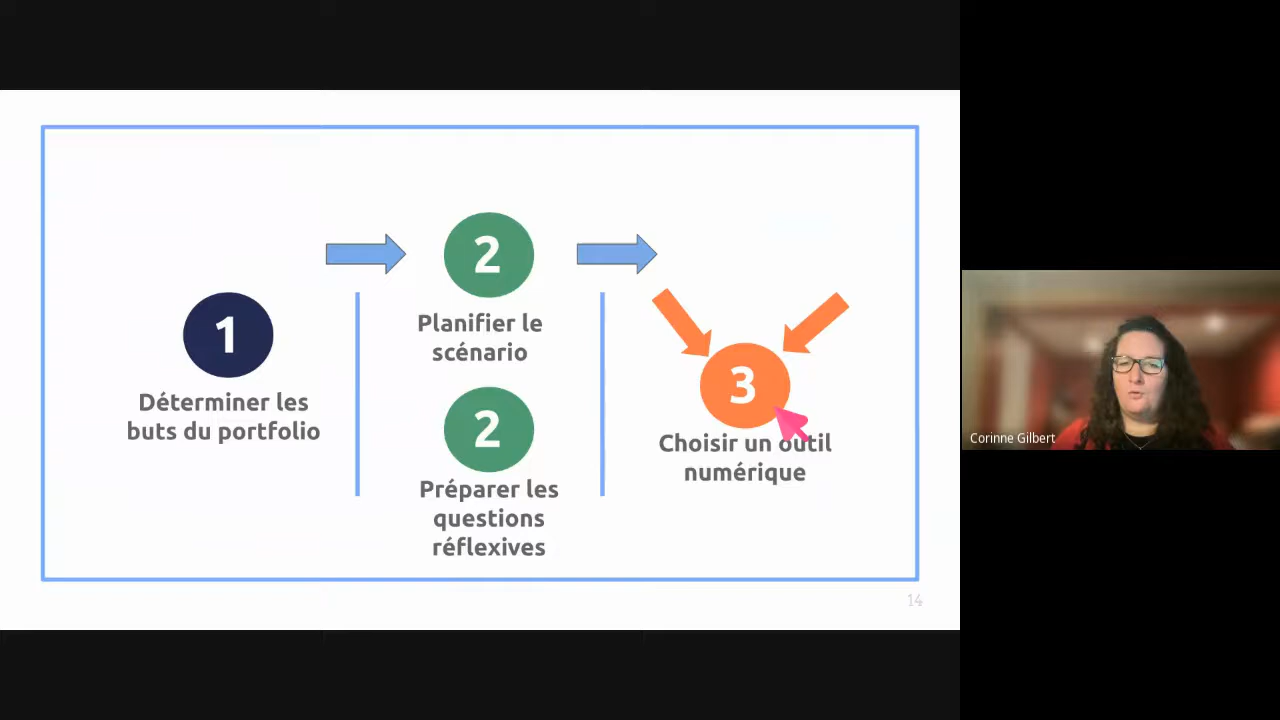 1
Déterminer les
buts du portfolio
2
Planifier le
scénario
2
Préparer les
questions
réflexives
3
Choisir un outil
numérique
14
Corinne Gilbert